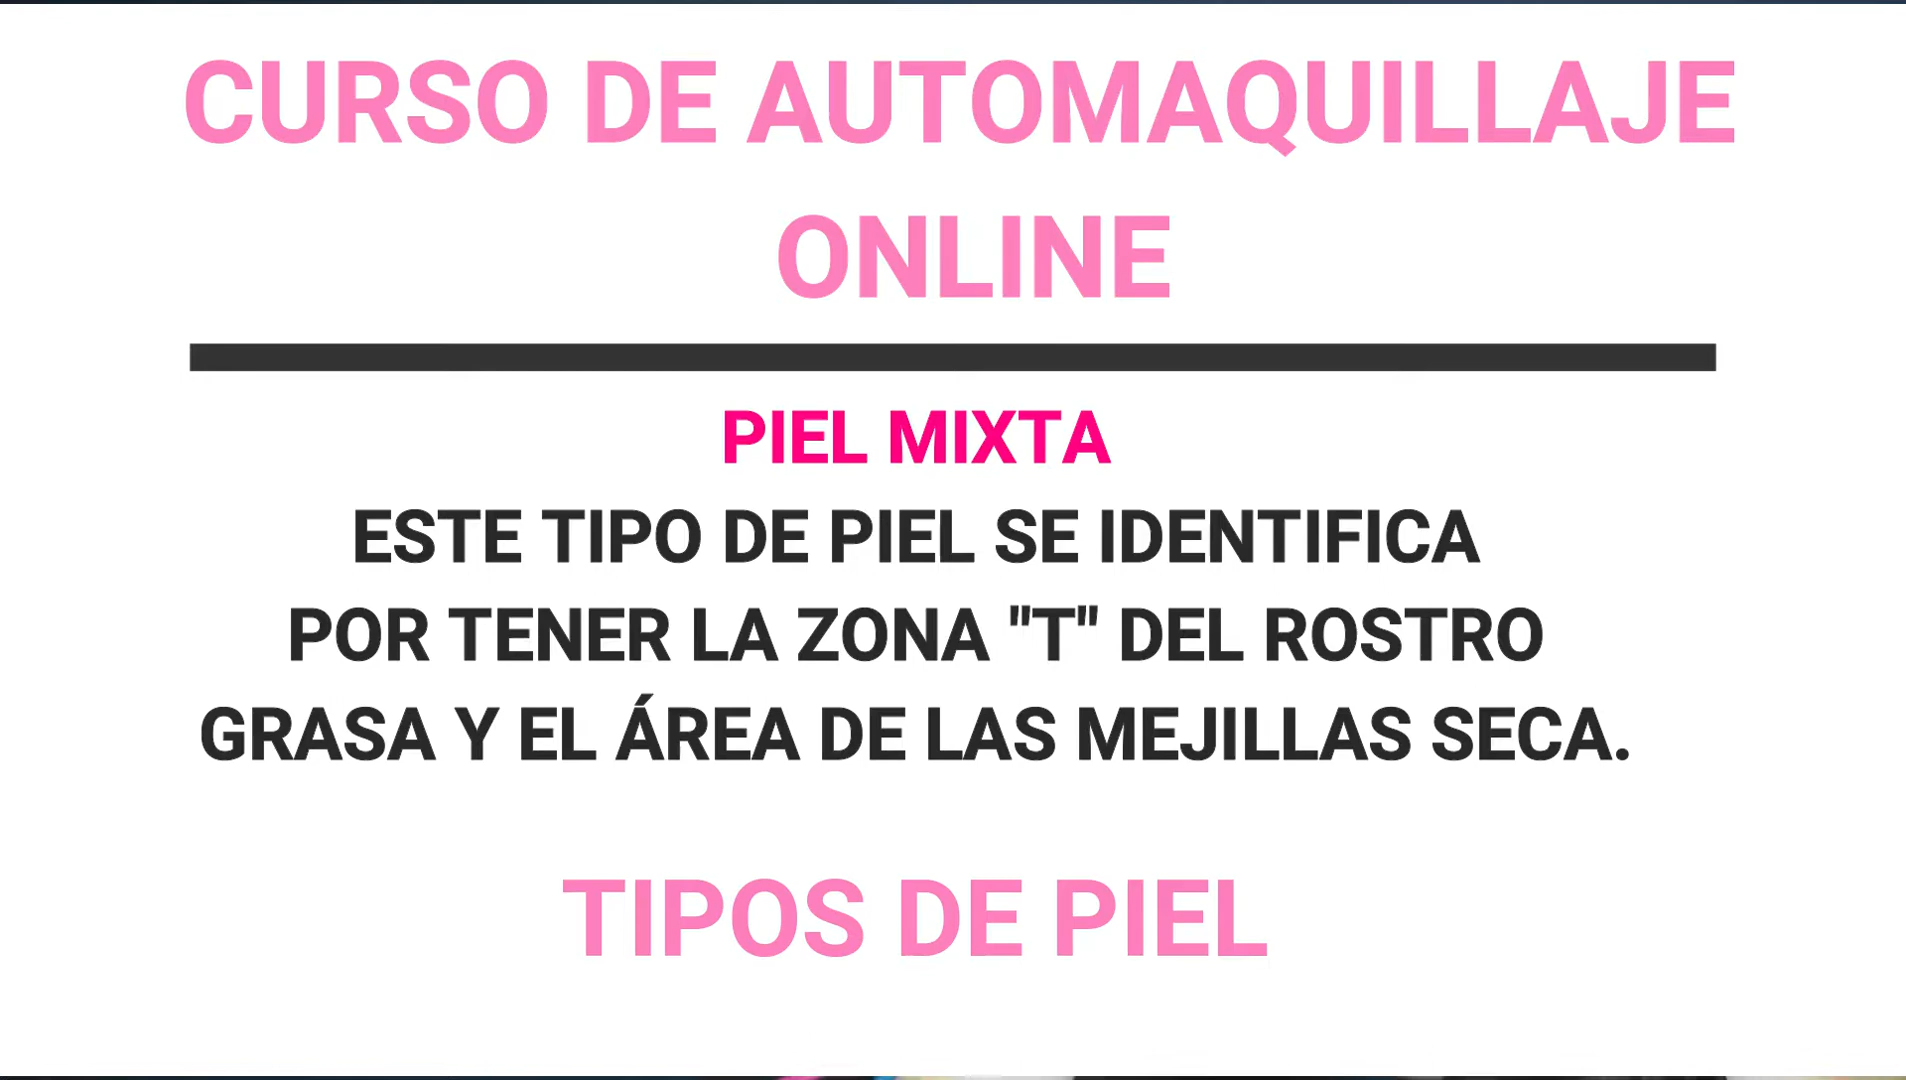 CURSO DE AUTOMAQUILLAJE
ONLINE
PIEL MIXTA
ESTE TIPO DE PIEL SE IDENTIFICA
POR TENER LA ZONA "T" DEL ROSTRO
GRASA Y EL ÁREA DE LAS MEJILLAS SECA.
TIPOS DE PIEL